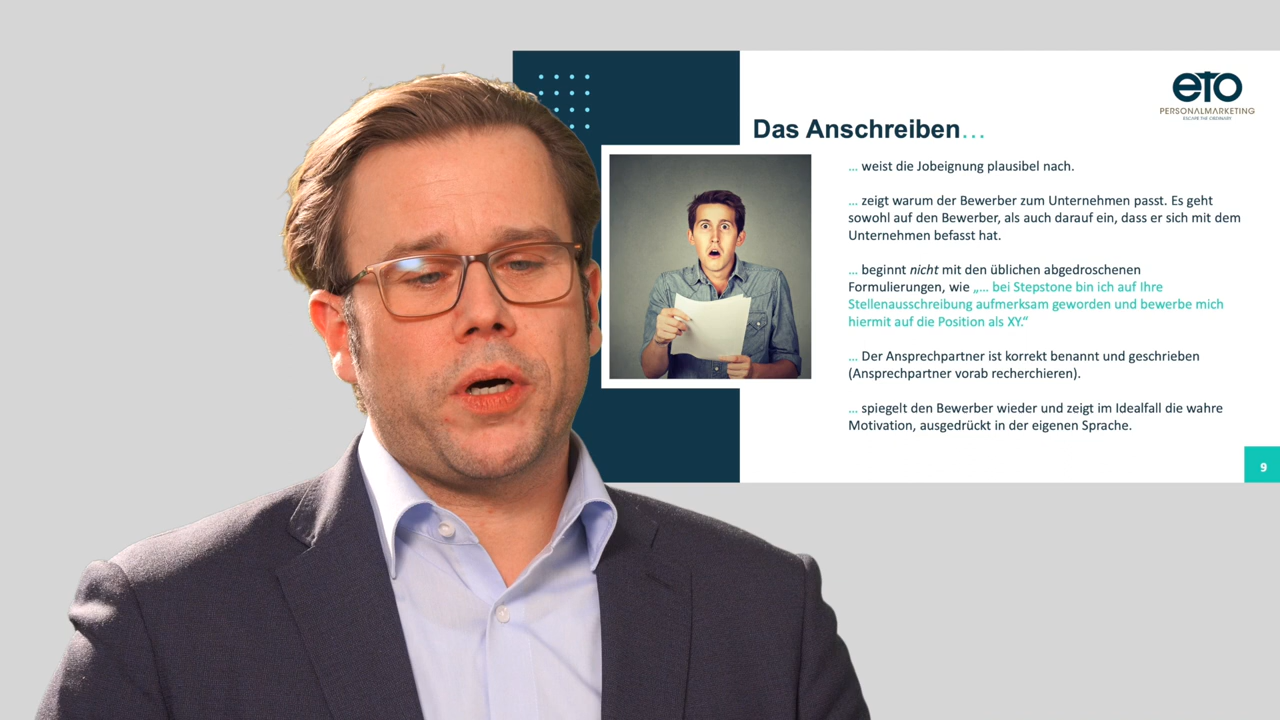 eto
PERSONALMARKETING
ESCAPE THE ORDINARY
Das Anschreiben...
... weist die Jobeignung plausibel nach.
... zeigt warum der Bewerber zum Unternehmen passt. Es geht
sowohl auf den Bewerber, als auch darauf ein, dass er sich mit dem
Unternehmen befasst hat.
... beginnt nicht mit den üblichen abgedroschenen
Formulierungen, wie „... bei Stepstone bin ich auf Ihre
Stellenausschreibung aufmerksam geworden und bewerbe mich
hiermit auf die Position als XY.“
... Der Ansprechpartner ist korrekt benannt und geschrieben
(Ansprechpartner vorab recherchieren).
... spiegelt den Bewerber wieder und zeigt im Idealfall die wahre
Motivation, ausgedrückt in der eigenen Sprache.
9